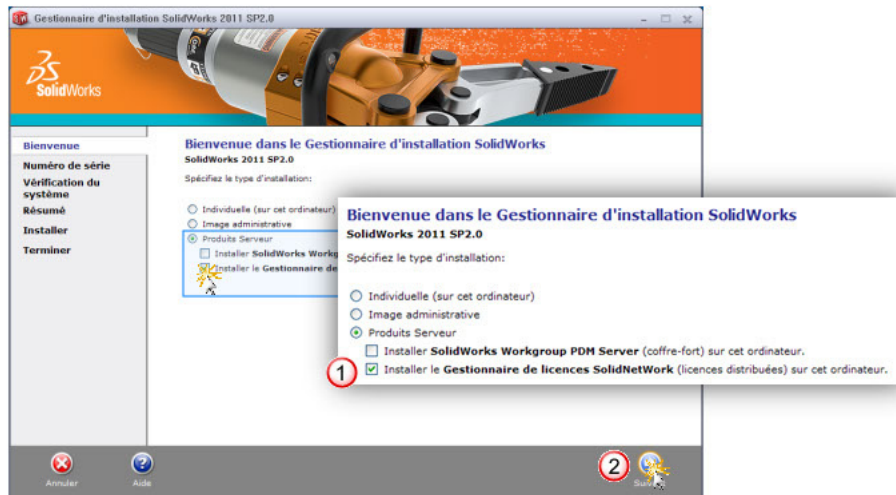 Gestionnaire d'installation SolidWorks 2011 SP2.0
SolidWorks
Bienvenue
Numéro de série
Vérification du
système
Résumé
Installer
Terminer
Bienvenue dans le Gestionnaire d'installation SolidWorks
SolidWorks 2011 SP2.0
Spécifiez le type d'installation:
Individuelle (sur cet ordinateur)
Image administrative
Produits Serveur
Installer SolidWorks Workg
Installer le Gestionnaire de
Bienvenue dans le Gestionnaire d'installation SolidWorks
SolidWorks 2011 SP2.0
Spécifiez le type d'installation:
Individuelle (sur cet ordinateur)
Image administrative
Produits Serveur
Installer SolidWorks Workgroup PDM Server (coffre-fort) sur cet ordinateur.
1 Installer le Gestionnaire de licences SolidNetWork (licences distribuées) sur cet ordinateur.
2
Annuler
Aide